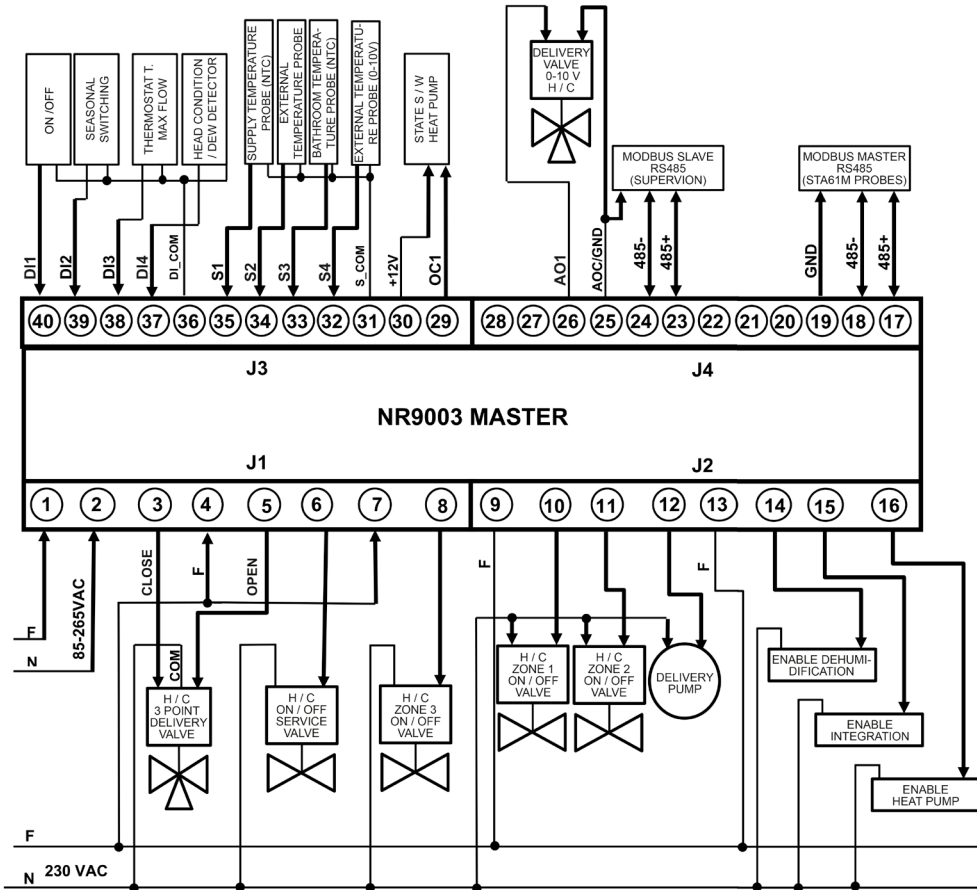 ON /OFF
SEASONAL
SWITCHING
THERMOSTAT T.
MAX FLOW
HEAD CONDITION
/ DEW DETECTOR
SUPPLY TEMPERATURE
PROBE (NTC)
EXTERNAL
TEMPERATURE PROBE
BATHROOM TEMPERA-
TURE PROBE (NTC)
EXTERNAL TEMPERATU-
RE PROBE (0-10V)
STATE S / W
HEAT PUMP
DELIVERY
VALVE
0-10 V
H / C
MODBUS SLAVE
RS485
(SUPERVION)
MODBUS MASTER
RS485
(STA61M PROBES)
DI1
DI2
DI3
DI4
DI_COM
S1
S2
S3
S4
S_COM
+12V
OC1
AO1
AOC/GND
485-
485+
GND
485-
485+
40 39 38 37 36 35 34 33 32 31 30 29 28 27 26 25 24 23 22 21 20 19 18 17
J3
J4
NR9003 MASTER
J1
J2
1 2 3 4 5 6 7 8 9 10 11 12 13 14 15 16
F
N
85-265VAC
CLOSE
F
OPEN
COM
F
F
H / C
3 POINT
DELIVERY
VALVE
H / C
ON / OFF
SERVICE
VALVE
H / C
ZONE 3
ON / OFF
VALVE
H / C
ZONE 1
ON / OFF
VALVE
H / C
ZONE 2
ON / OFF
VALVE
DELIVERY
PUMP
ENABLE DEHUMI-
DIFICATION
ENABLE
INTEGRATION
ENABLE
HEAT PUMP
F
230 VAC
N